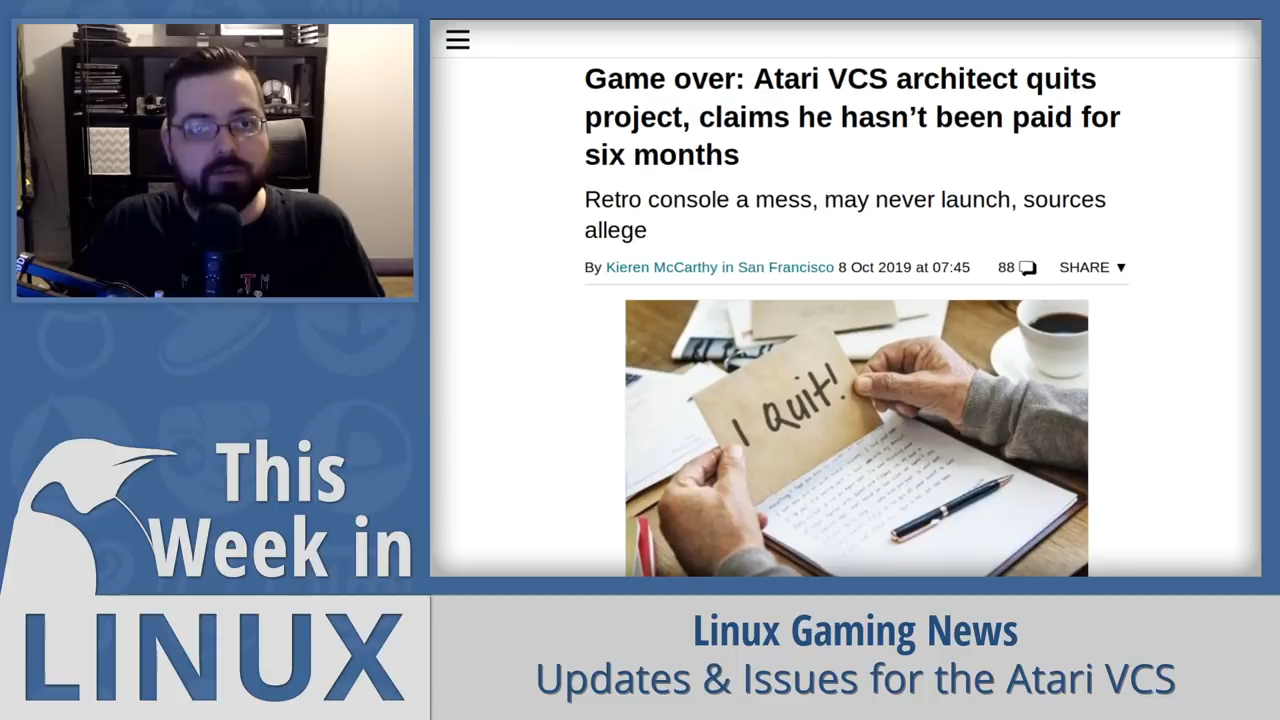 Game over: Atari VCS architect quits
project, claims he hasn’t been paid for
six months
Retro console a mess, may never launch, sources
allege
By Kieren McCarthy in San Francisco 8 Oct 2019 at 07:45 88 SHARE ▼
I quit!
This
Week in
LINUX
Linux Gaming News
Updates & Issues for the Atari VCS